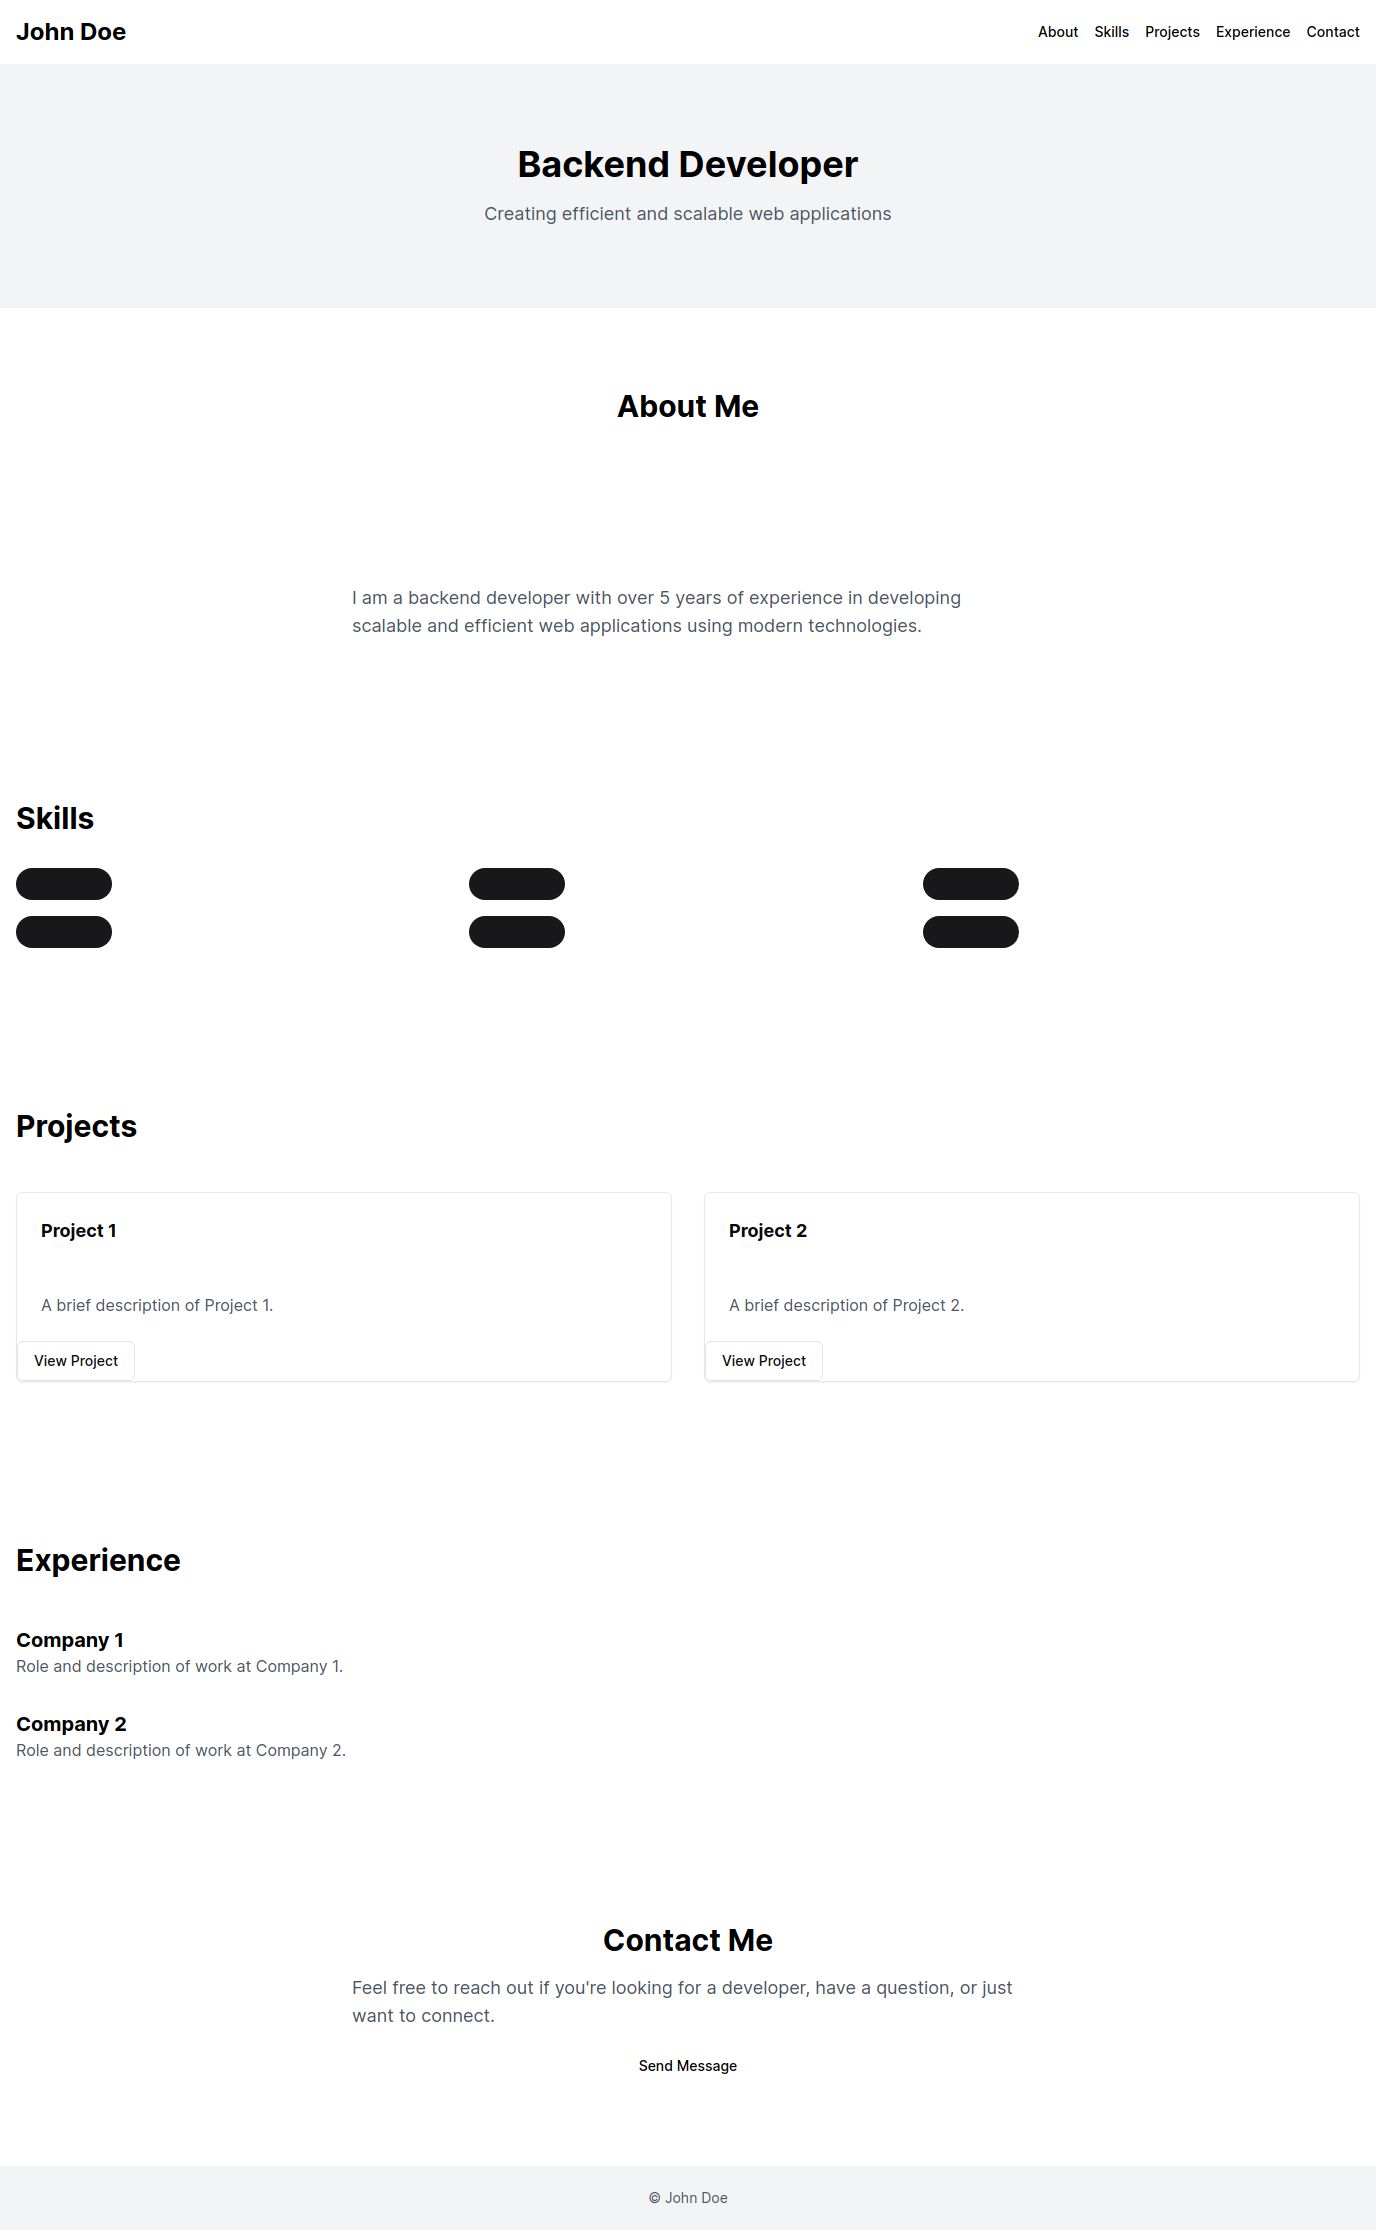 John Doe
About Skills Projects Experience Contact
Backend Developer
Creating efficient and scalable web applications
About Me
I am a backend developer with over 5 years of experience in developing
scalable and efficient web applications using modern technologies.
Skills
Projects
Project 1
A brief description of Project 1.
View Project
Project 2
A brief description of Project 2.
View Project
Experience
Company 1
Role and description of work at Company 1.
Company 2
Role and description of work at Company 2.
Contact Me
Feel free to reach out if you're looking for a developer, have a question, or just
want to connect.
Send Message
© John Doe